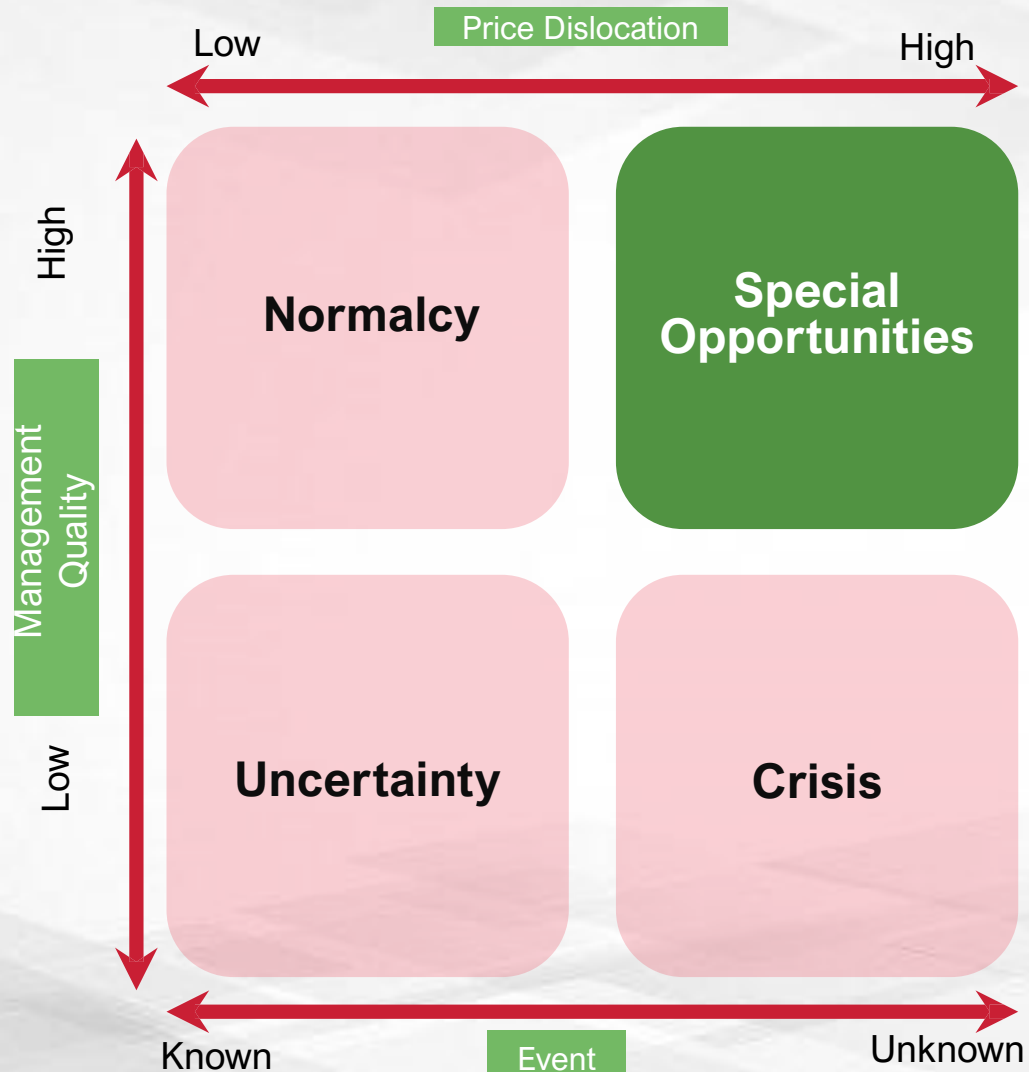 Price Dislocation
Low
High
High
Normalcy
Special
Opportunities
Management
Quality
Low
Uncertainty
Crisis
Known
Event
Unknown